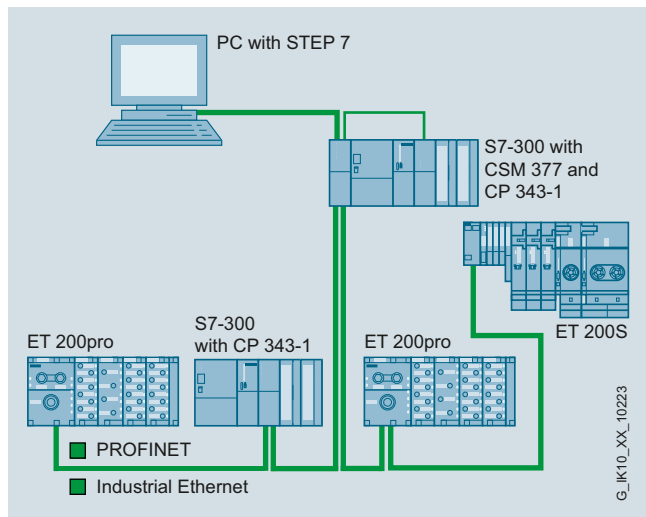 PC with STEP 7
S7-300 with
CSM 377 and
CP 343-1
ET 200S
ET 200pro
S7-300
with CP 343-1
ET 200pro
PROFINET
Industrial Ethernet
G_IK10_XX_10223